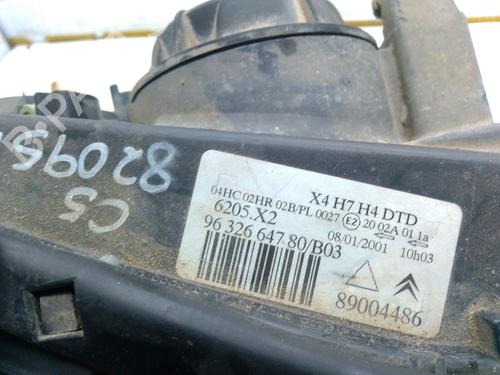 X4 H7 H4 DTD
04HC 02HR 02B/PL 0027 E2 20 02A 01 1a
6205.X2
08/01/2001 10h03
96 326 647 80/B03
89004486
C5